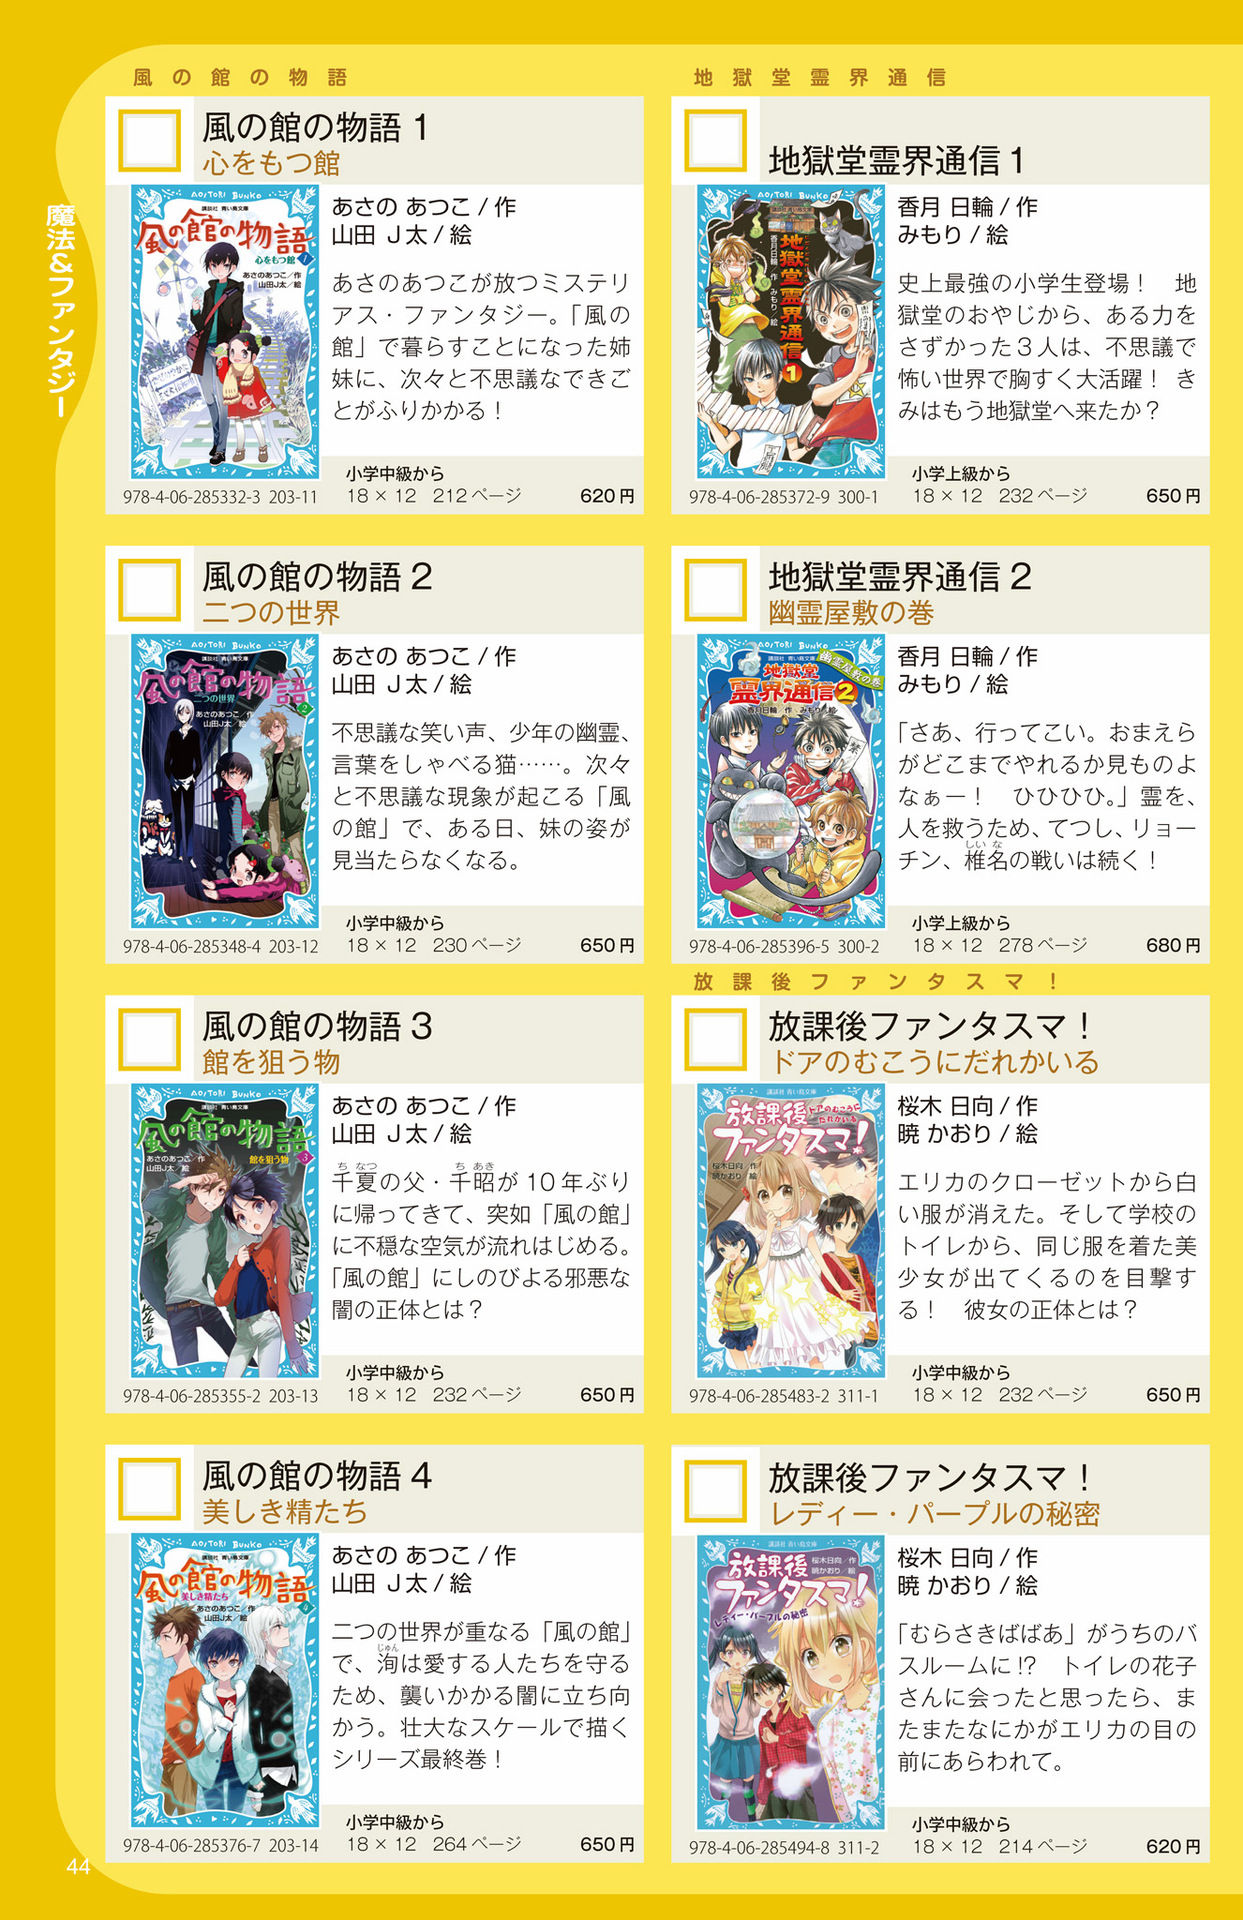 魔法&ファンタジー
風の館の物語
風の館の物語 1
心をもつ館
AOITORI BUNKO
講談社 青い鳥文庫
風の館の物語
心をもつ館 1
あさのあつこ/作
山田J太/絵
あさの あつこ / 作
山田 J太 / 絵
あさのあつこが放つミステリ
アス・ファンタジー。「風の
館」で暮らすことになった姉
妹に、次々と不思議なできご
とがふりかかる！
小学中級から
978-4-06-285332-3 203-11
18 × 12 212 ページ
620 円
風の館の物語 2
二つの世界
AOITORI BUNKO
講談社 青い鳥文庫
風の館の物語
二つの世界 2
あさのあつこ/作
山田J太/絵
あさの あつこ / 作
山田 J太 / 絵
不思議な笑い声、少年の幽霊、
言葉をしゃべる猫……。次々
と不思議な現象が起こる「風
の館」で、ある日、妹の姿が
見当たらなくなる。
小学中級から
978-4-06-285348-4 203-12
18 × 12 230 ページ
650 円
風の館の物語 3
館を狙う物
AOITORI BUNKO
講談社 青い鳥文庫
風の館の物語
館を狙う物 3
あさのあつこ/作
山田J太/絵
あさの あつこ / 作
山田 J太 / 絵
ち なつ ち あき
千夏の父・千昭が 10 年ぶり
に帰ってきて、突如「風の館」
に不穏な空気が流れはじめる。
「風の館」にしのびよる邪悪な
闇の正体とは？
小学中級から
978-4-06-285355-2 203-13
18 × 12 232 ページ
650 円
風の館の物語 4
美しき精たち
AOITORI BUNKO
講談社 青い鳥文庫
風の館の物語
美しき精たち 4
あさのあつこ/作
山田J太/絵
あさの あつこ / 作
山田 J太 / 絵
二つの世界が重なる「風の館」
じゅん
で、洵は愛する人たちを守る
ため、襲いかかる闇に立ち向
かう。壮大なスケールで描く
シリーズ最終巻！
小学中級から
978-4-06-285376-7 203-14
18 × 12 264 ページ
650 円
地獄堂霊界通信
地獄堂霊界通信 1
AOITORI BUNKO
講談社 青い鳥文庫
地獄堂霊界通信 1
香月日輪/作 みもり/絵
香月 日輪 / 作
みもり / 絵
史上最強の小学生登場！ 地
獄堂のおやじから、ある力を
さずかった３人は、不思議で
怖い世界で胸すく大活躍！ き
みはもう地獄堂へ来たか？
小学上級から
978-4-06-285372-9 300-1
18 × 12 232 ページ
650 円
地獄堂霊界通信 2
幽霊屋敷の巻
AOITORI BUNKO
講談社 青い鳥文庫
幽霊屋敷の巻
地獄堂
霊界通信 2
香月日輪/作 みもり/絵
香月 日輪 / 作
みもり / 絵
「さあ、行ってこい。おまえら
がどこまでやれるか見ものよ
なぁー！ ひひひひ。」霊を、
人を救うため、てつし、リョー
しい な
チン、椎名の戦いは続く！
小学上級から
978-4-06-285396-5 300-2
18 × 12 278 ページ
680 円
放課後ファンタスマ！
放課後ファンタスマ！
ドアのむこうにだれかいる
講談社 青い鳥文庫
放課後
ファンタスマ！
ドアのむこうに
だれかいる
桜木日向/作
暁かおり/絵
桜木 日向 / 作
暁 かおり / 絵
エリカのクローゼットから白
い服が消えた。そして学校の
トイレから、同じ服を着た美
少女が出てくるのを目撃す
る！ 彼女の正体とは？
小学中級から
978-4-06-285483-2 311-1
18 × 12 232 ページ
650 円
放課後ファンタスマ！
レディー・パープルの秘密
講談社 青い鳥文庫
放課後
ファンタスマ！
桜木日向/作
暁かおり/絵
レディー・パープルの秘密
桜木 日向 / 作
暁 かおり / 絵
「むらさきばばあ」がうちのバ
スルームに!? トイレの花子
さんに会ったと思ったら、ま
たまたなにかがエリカの目の
前にあらわれて。
小学中級から
978-4-06-285494-8 311-2
18 × 12 214 ページ
620 円
44